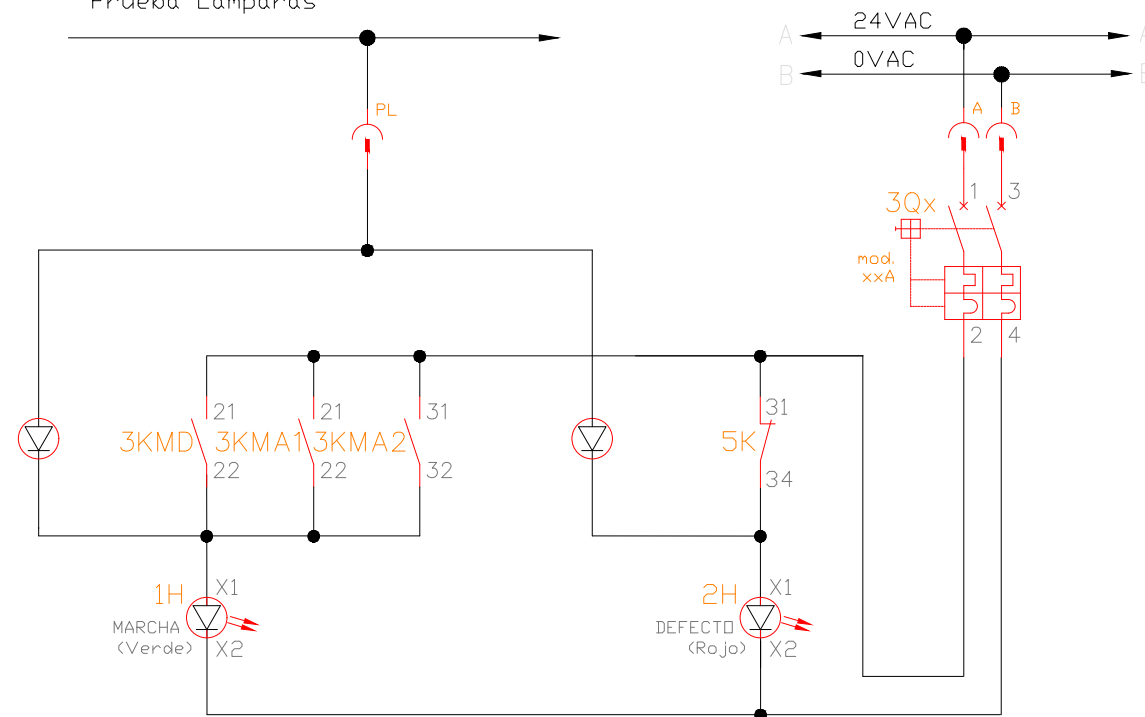 Prueba Lámparas
24VAC
A
0VAC
B
PL
A B
1 3
3Qx
mod.
xxA
2 4
21 21 31 31
3KMD 3KMA1 3KMA2 5K
22 22 32 34
1H X1 2H X1
MARCHA DEFECTO
(Verde) X2 (Rojo) X2